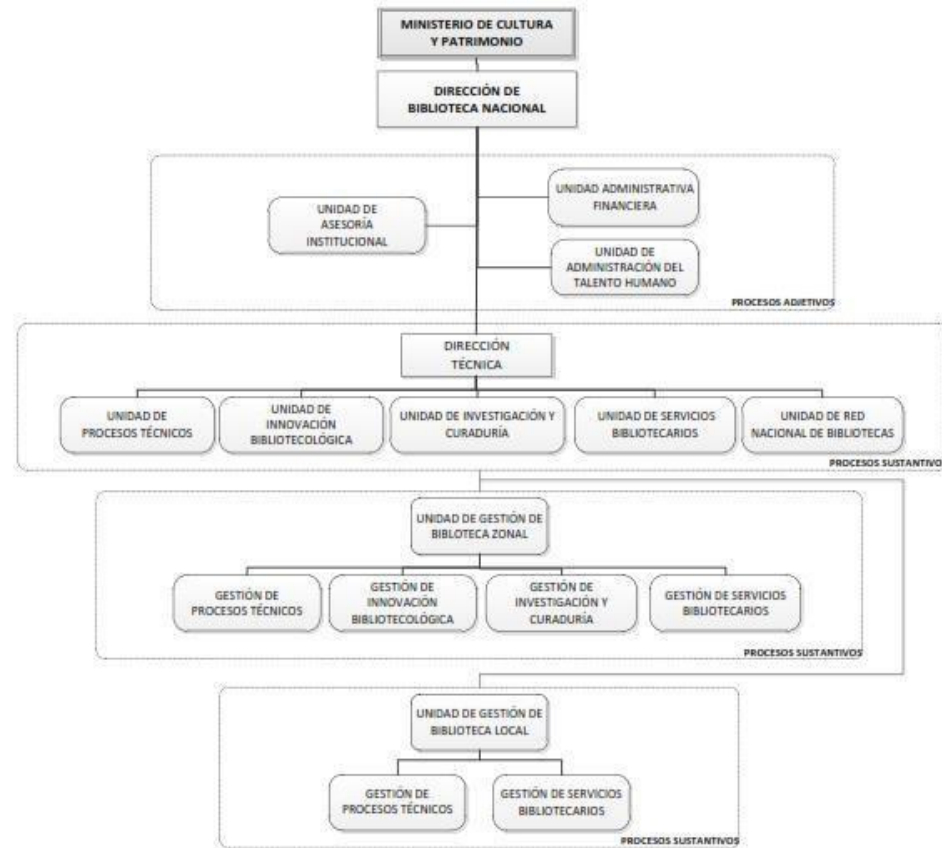 MINISTERIO DE CULTURA
Y PATRIMONIO
DIRECCIÓN DE
BIBLIOTECA NACIONAL
UNIDAD DE
ASESORÍA
INSTITUCIONAL
UNIDAD ADMINISTRATIVA
FINANCIERA
UNIDAD DE
ADMINISTRACIÓN DEL
TALENTO HUMANO
PROCESOS ADJETIVOS
DIRECCIÓN
TÉCNICA
UNIDAD DE
PROCESOS TÉCNICOS
UNIDAD DE
INNOVACIÓN
BIBLIOTECOLÓGICA
UNIDAD DE INVESTIGACIÓN Y
CURADURÍA
UNIDAD DE SERVICIOS
BIBLIOTECARIOS
UNIDAD DE RED
NACIONAL DE BIBLIOTECAS
PROCESOS SUSTANTIVO
UNIDAD DE GESTIÓN DE
BIBLOTECA ZONAL
GESTIÓN DE
PROCESOS TÉCNICOS
GESTIÓN DE
INNOVACIÓN
BIBLIOTECOLÓGICA
GESTIÓN DE
INVESTIGACIÓN Y
CURADURÍA
GESTIÓN DE SERVICIOS
BIBLIOTECARIOS
PROCESOS SUSTANTIVOS
UNIDAD DE GESTIÓN DE
BIBLIOTECA LOCAL
GESTIÓN DE
PROCESOS TÉCNICOS
GESTIÓN DE SERVICIOS
BIBLIOTECARIOS
PROCESOS SUSTANTIVOS